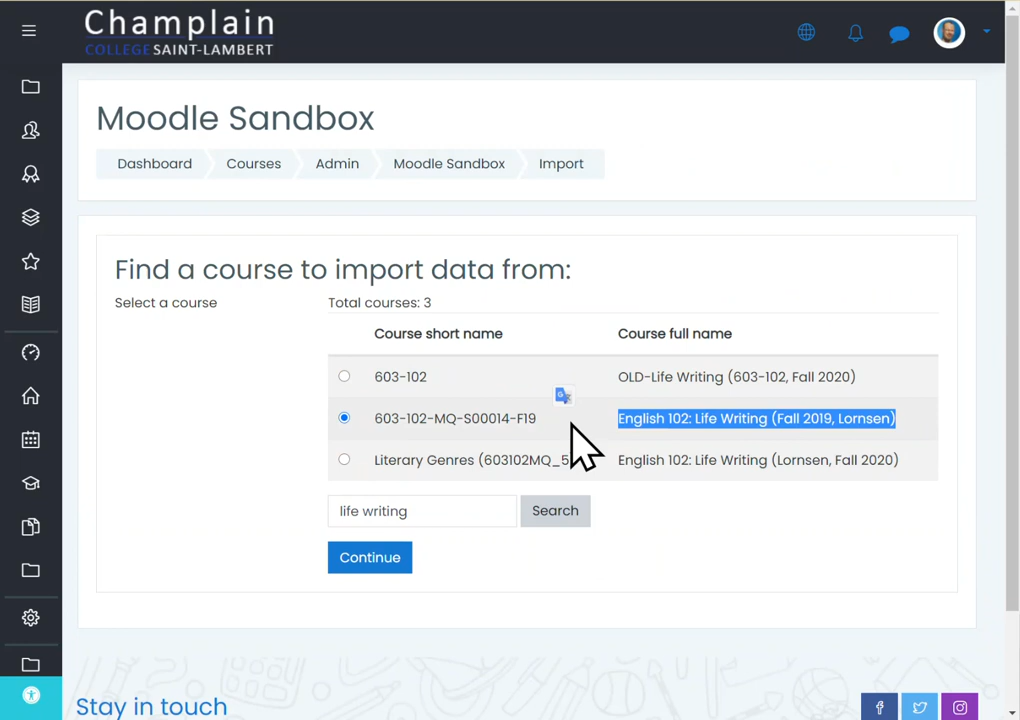 Champlain
COLLEGE SAINT-LAMBERT
Moodle Sandbox
Dashboard Courses Admin Moodle Sandbox Import
Find a course to import data from:
Select a course Total courses: 3
Course short name Course full name
603-102 OLD-Life Writing (603-102, Fall 2020)
603-102-MQ-S00014-F19 English 102: Life Writing (Fall 2019, Lornsen)
Literary Genres (603102MQ_5 English 102: Life Writing (Lornsen, Fall 2020)
life writing Search
Continue
Stay in touch